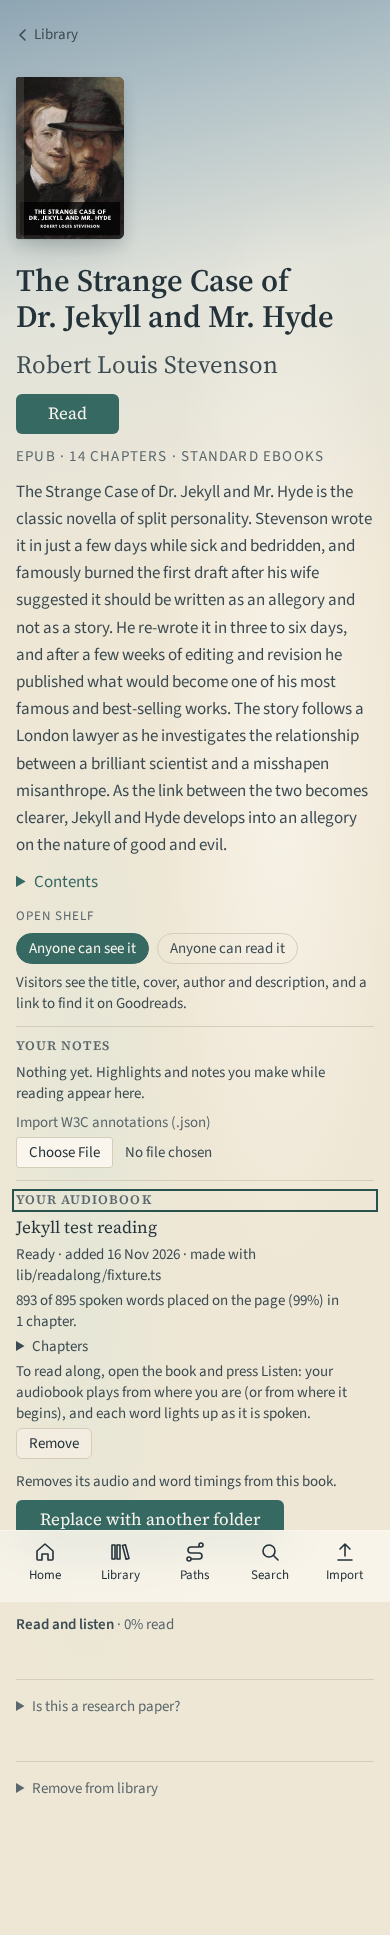 Library
THE STRANGE CASE OF
DR. JEKYLL AND MR. HYDE
ROBERT LOUIS STEVENSON
The Strange Case of
Dr. Jekyll and Mr. Hyde
Robert Louis Stevenson
Read
EPUB · 14 CHAPTERS · STANDARD EBOOKS
The Strange Case of Dr. Jekyll and Mr. Hyde is the
classic novella of split personality. Stevenson wrote
it in just a few days while sick and bedridden, and
famously burned the first draft after his wife
suggested it should be written as an allegory and
not as a story. He re-wrote it in three to six days,
and after a few weeks of editing and revision he
published what would become one of his most
famous and best-selling works. The story follows a
London lawyer as he investigates the relationship
between a brilliant scientist and a misshapen
misanthrope. As the link between the two becomes
clearer, Jekyll and Hyde develops into an allegory
on the nature of good and evil.
Contents
OPEN SHELF
Anyone can see it Anyone can read it
Visitors see the title, cover, author and description, and a
link to find it on Goodreads.
YOUR NOTES
Nothing yet. Highlights and notes you make while
reading appear here.
Import W3C annotations (.json)
Choose File No file chosen
YOUR AUDIOBOOK
Jekyll test reading
Ready · added 16 Nov 2026 · made with
lib/readalong/fixture.ts
893 of 895 spoken words placed on the page (99%) in
1 chapter.
Chapters
To read along, open the book and press Listen: your
audiobook plays from where you are (or from where it
begins), and each word lights up as it is spoken.
Remove
Removes its audio and word timings from this book.
Replace with another folder
Home Library Paths Search Import
Read and listen · 0% read
Is this a research paper?
Remove from library